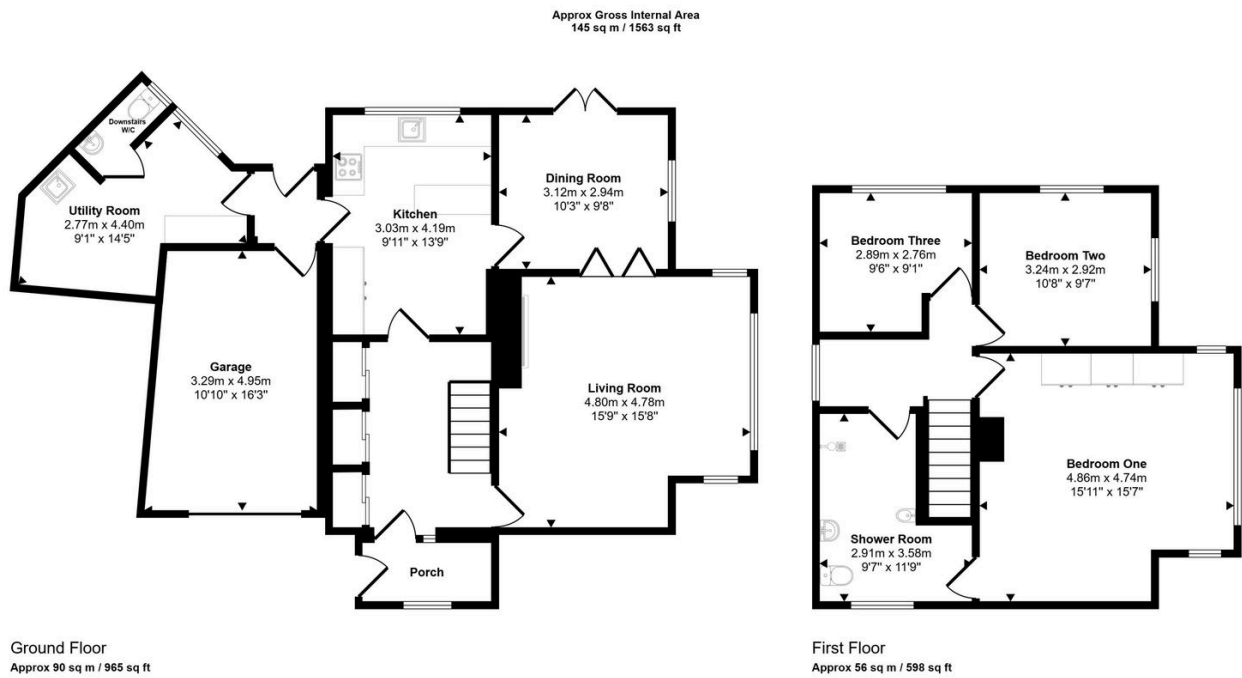 Approx Gross Internal Area
145 sq m / 1563 sq ft
Downstairs
W/C
Utility Room
2.77m x 4.40m
9'1" x 14'5"
Kitchen
3.03m x 4.19m
9'11" x 13'9"
Dining Room
3.12m x 2.94m
10'3" x 9'8"
Garage
3.29m x 4.95m
10'10" x 16'3"
Living Room
4.80m x 4.78m
15'9" x 15'8"
Porch
Ground Floor
Approx 90 sq m / 965 sq ft
Bedroom Three
2.89m x 2.76m
9'6" x 9'1"
Bedroom Two
3.24m x 2.92m
10'8" x 9'7"
Bedroom One
4.86m x 4.74m
15'11" x 15'7"
Shower Room
2.91m x 3.58m
9'7" x 11'9"
First Floor
Approx 56 sq m / 598 sq ft